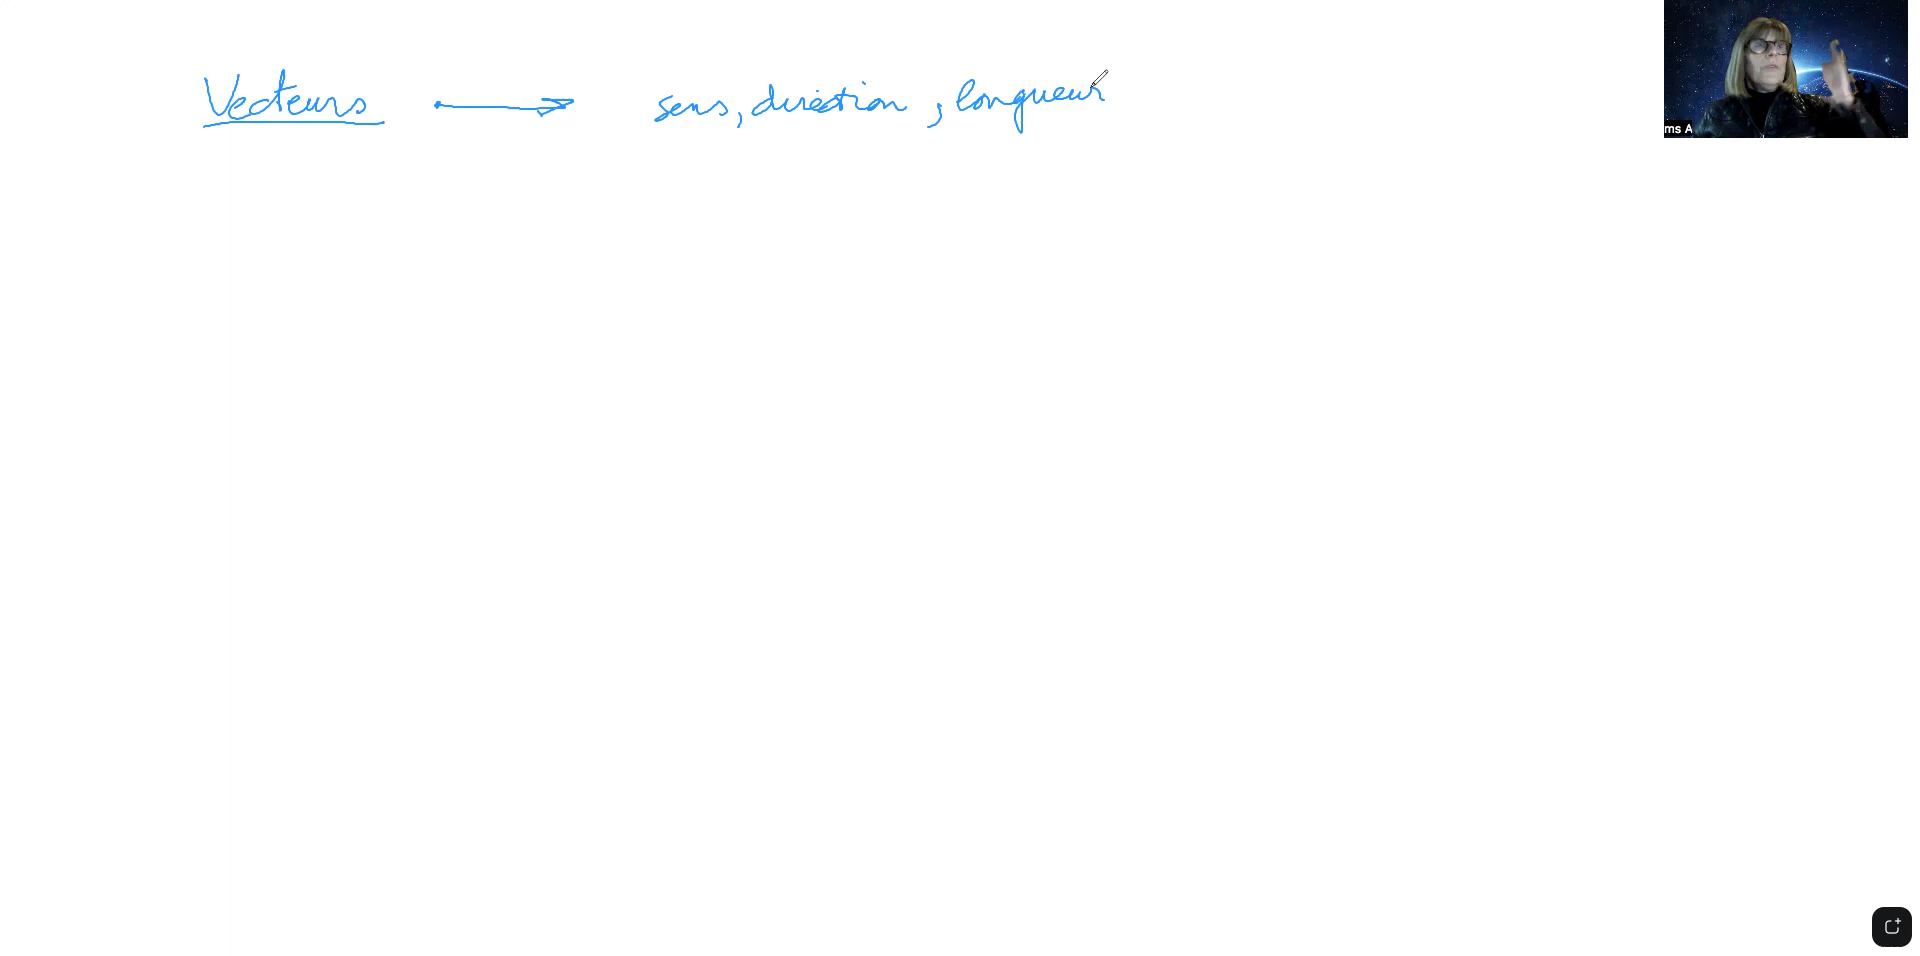 Vecteurs → sens, direction, longueur
ms A